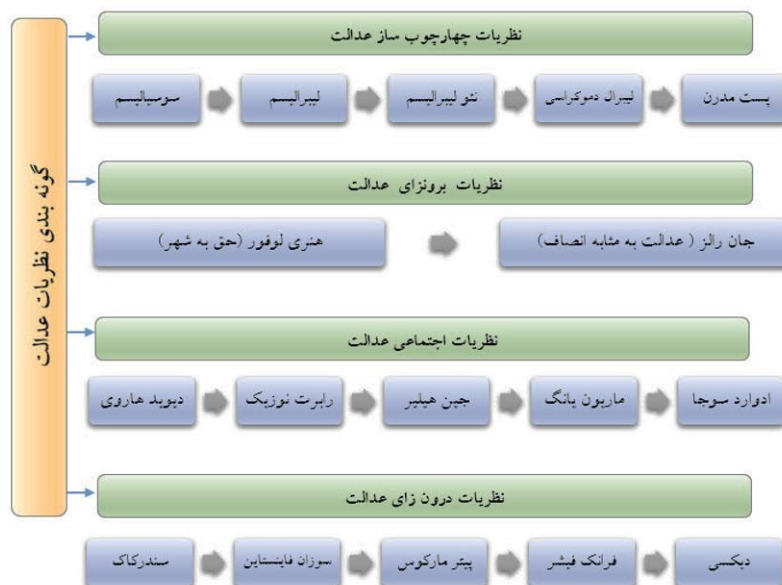 گونه بندی نظریات عدالت
نظریات چهارچوب ساز عدالت
سوسیالیسم
لیبرالیسم
نئو لیبرالیسم
لیبرال دموکراسی
پست مدرن
نظریات برونزای عدالت
هنری لوفور (حق به شهر)
جان رالز ( عدالت به مثابه انصاف)
نظریات اجتماعی عدالت
دیوید هاروی
رابرت نوزیک
جین هیلیر
ماریون یانگ
ادوارد سوجا
نظریات درون زای عدالت
سندرکاک
سوزان فاینستاین
پیتر مارکوس
فرانک فیشر
دیکسی